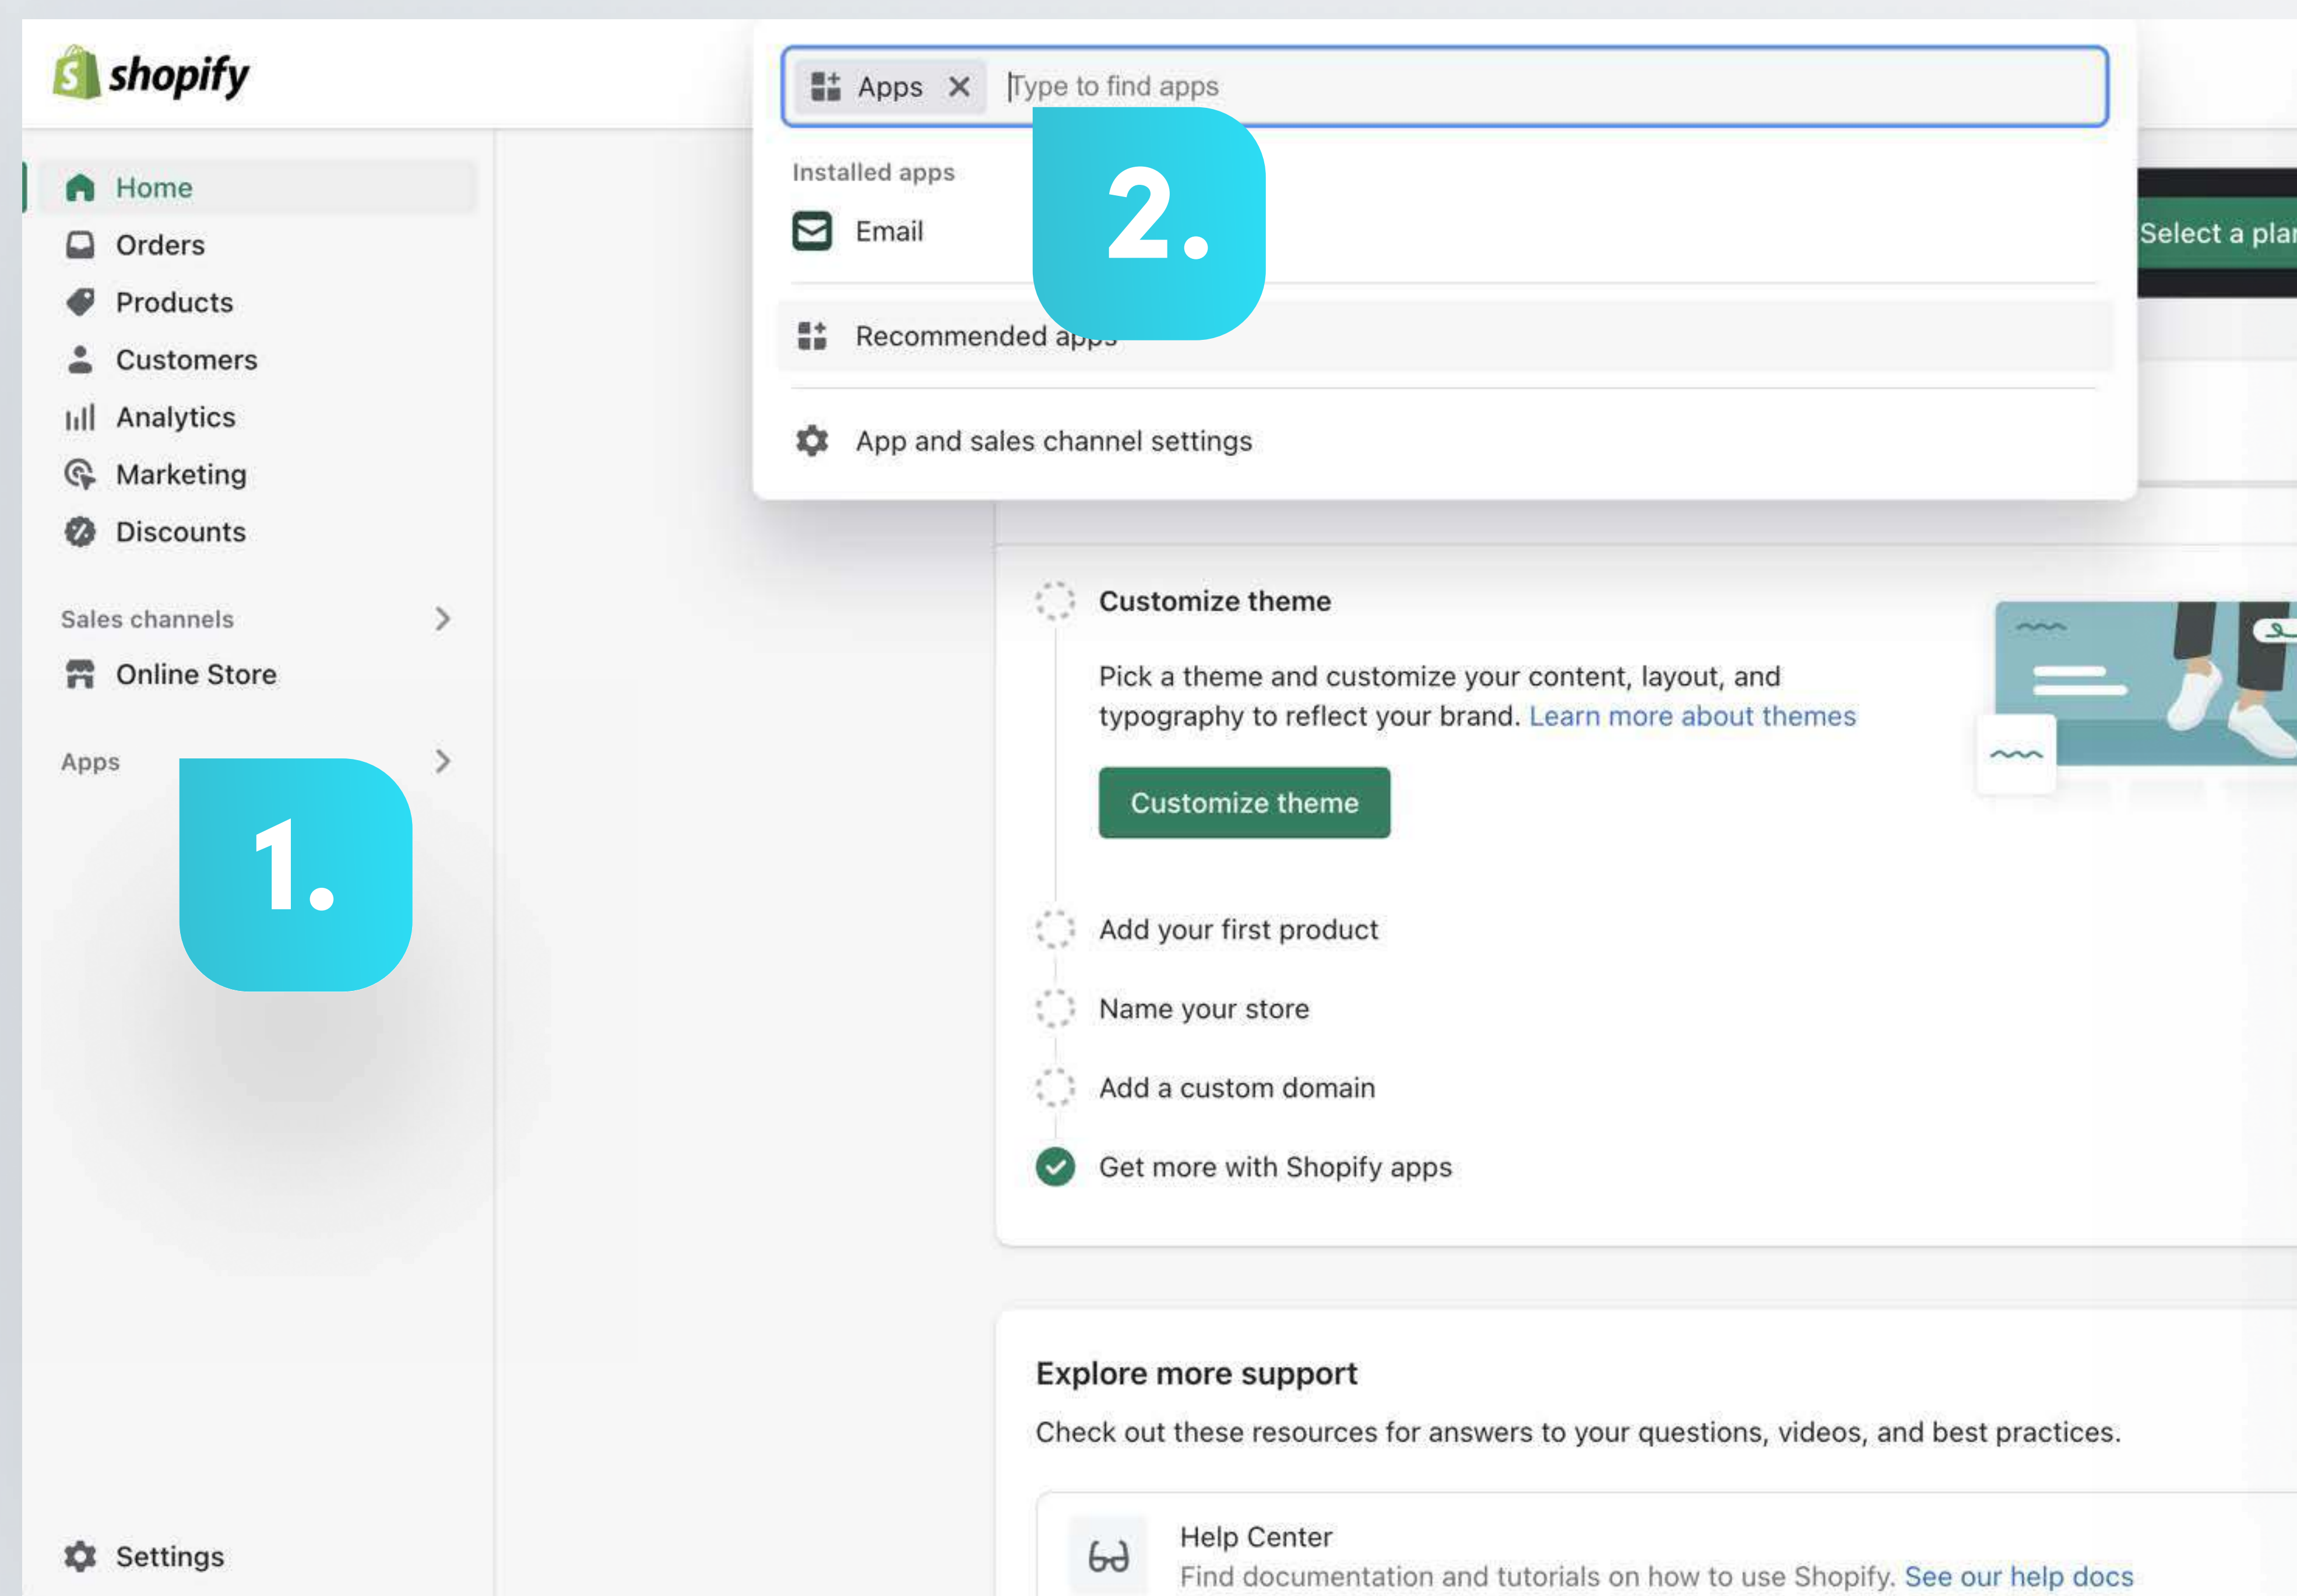 shopify
Apps Type to find apps
Home
Orders
Products
Customers
Analytics
Marketing
Discounts
Sales channels
Online Store
Apps
1.
Settings
Installed apps
Email
2.
Recommended apps
App and sales channel settings
Select a plan
Customize theme
Pick a theme and customize your content, layout, and
typography to reflect your brand. Learn more about themes
Customize theme
Add your first product
Name your store
Add a custom domain
Get more with Shopify apps
Explore more support
Check out these resources for answers to your questions, videos, and best practices.
Help Center
Find documentation and tutorials on how to use Shopify. See our help docs